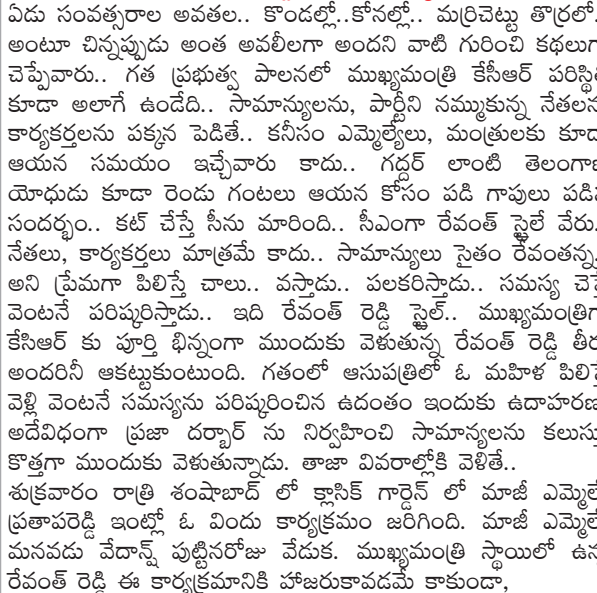 ఏడు సంవత్సరాల అవతల.. కొండల్లో..కోనల్లో.. మర్రిచెట్టు తొర్రలో.
అంటూ చిన్నప్పుడు అంత అవలీలగా అందని వాటి గురించి కథలుగ
చెప్పేవారు.. గత ప్రభుత్వ పాలనలో ముఖ్యమంత్రి కేసీఆర్ పరిస్థి
కూడా అలాగే ఉండేది.. సామాన్యులను, పార్టీని నమ్ముకున్న నేతలన
కార్యకర్తలను పక్కన పెడితే.. కనీసం ఎమ్మెల్యేలు, మంత్రులకు కూడ
ఆయన సమయం ఇచ్చేవారు కాదు.. గద్దర్ లాంటి తెలంగాణ
యోధుడు కూడా రెండు గంటలు ఆయన కోసం పడి గాపులు పడిన
సందర్భం.. కట్ చేస్తే సీను మారింది.. సీఎంగా రేవంత్ స్టైలే వేరు.
నేతలు, కార్యకర్తలు మాత్రమే కాదు.. సామాన్యులు సైతం రేవంతన్న.
అని ప్రేమగా పిలిస్తే చాలు.. వస్తాడు.. పలకరిస్తాడు.. సమస్య చెప్తే
వెంటనే పరిష్కరిస్తాడు.. ఇది రేవంత్ రెడ్డి స్టైల్.. ముఖ్యమంత్రిగ
కేసిఆర్ కు పూర్తి భిన్నంగా ముందుకు వెళుతున్న రేవంత్ రెడ్డి తీర
అందరినీ ఆకట్టుకుంటుంది. గతంలో ఆసుపత్రిలో ఓ మహిళ పిలిస్తే
వెళ్లి వెంటనే సమస్యను పరిష్కరించిన ఉదంతం ఇందుకు ఉదాహరణ
అదేవిధంగా ప్రజా దర్బార్ ను నిర్వహించి సామాన్యలను కలుస్తు
కొత్తగా ముందుకు వెళుతున్నాడు. తాజా వివరాల్లోకి వెళితే..
శుక్రవారం రాత్రి శంషాబాద్ లో క్లాసిక్ గార్డెన్ లో మాజీ ఎమ్మెల్యే
ప్రతాపరెడ్డి ఇంట్లో ఓ విందు కార్యక్రమం జరిగింది. మాజీ ఎమ్మెల్యే
మనవడు వేదాన్ష్ పుట్టినరోజు వేడుక. ముఖ్యమంత్రి స్థాయిలో ఉన్న
రేవంత్ రెడ్డి ఈ కార్యక్రమానికి హాజరుకావడమే కాకుండా,